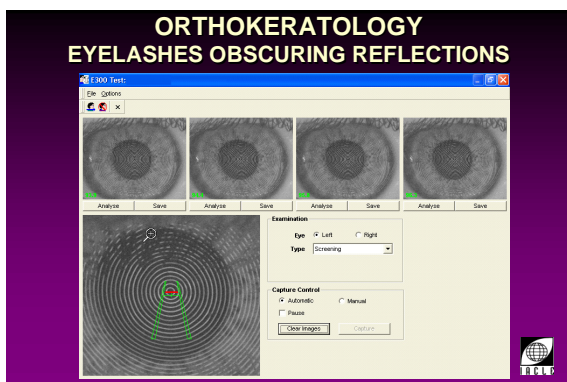 ORTHOKERATOLOGY
EYELASHES OBSCURING REFLECTIONS
E300 Test:
File Options
×
Analyse Save Analyse Save Analyse Save Analyse Save
Examination
Eye Left Right
Type Screening
Capture Control
Automatic Manual
Pause
Clear Images Capture
IACLE